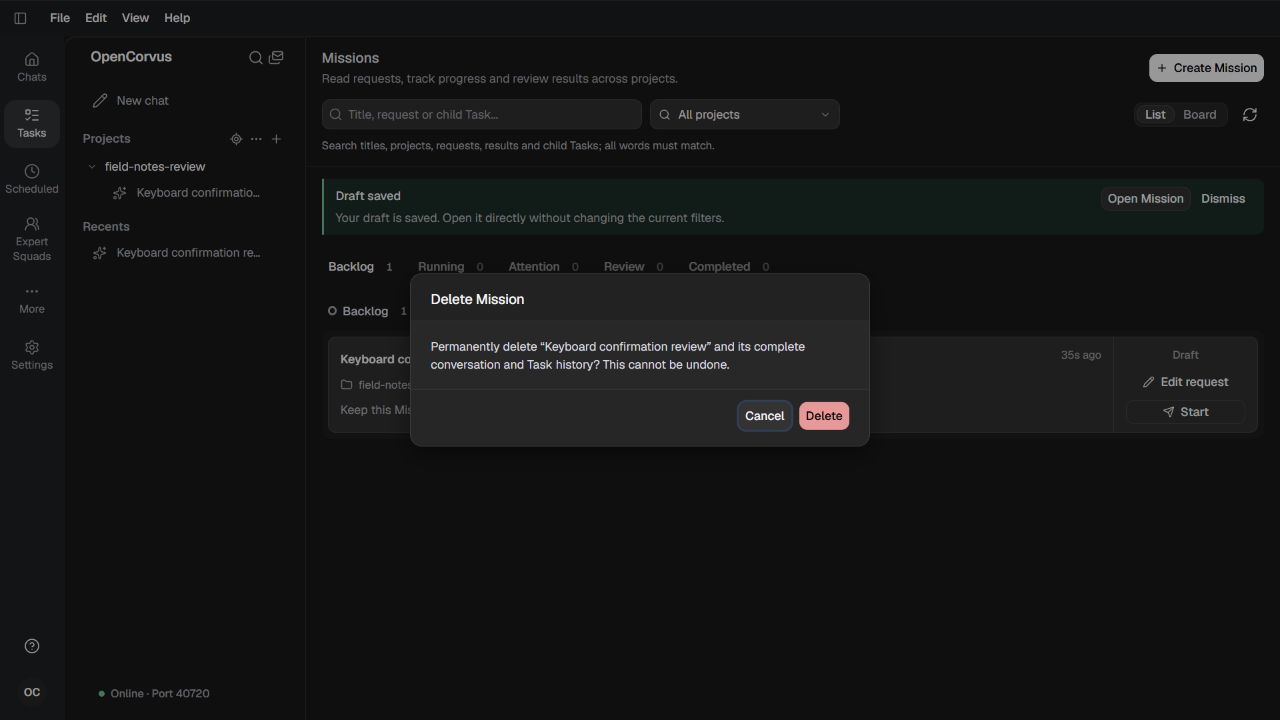 File Edit View Help
Chats
Tasks
Scheduled
Expert
Squads
More
Settings
OC
OpenCorvus
New chat
Projects
field-notes-review
Keyboard confirmatio...
Recents
Keyboard confirmation re...
Online · Port 40720
Missions
Read requests, track progress and review results across projects.
Create Mission
Title, request or child Task...
All projects
List Board
Search titles, projects, requests, results and child Tasks; all words must match.
Draft saved
Your draft is saved. Open it directly without changing the current filters.
Open Mission Dismiss
Backlog 1 Running 0 Attention 0 Review 0 Completed 0
Backlog 1
Keyboard co
field-notes
Keep this Mis
35s ago
Draft
Edit request
Start
Delete Mission
Permanently delete “Keyboard confirmation review” and its complete
conversation and Task history? This cannot be undone.
Cancel Delete